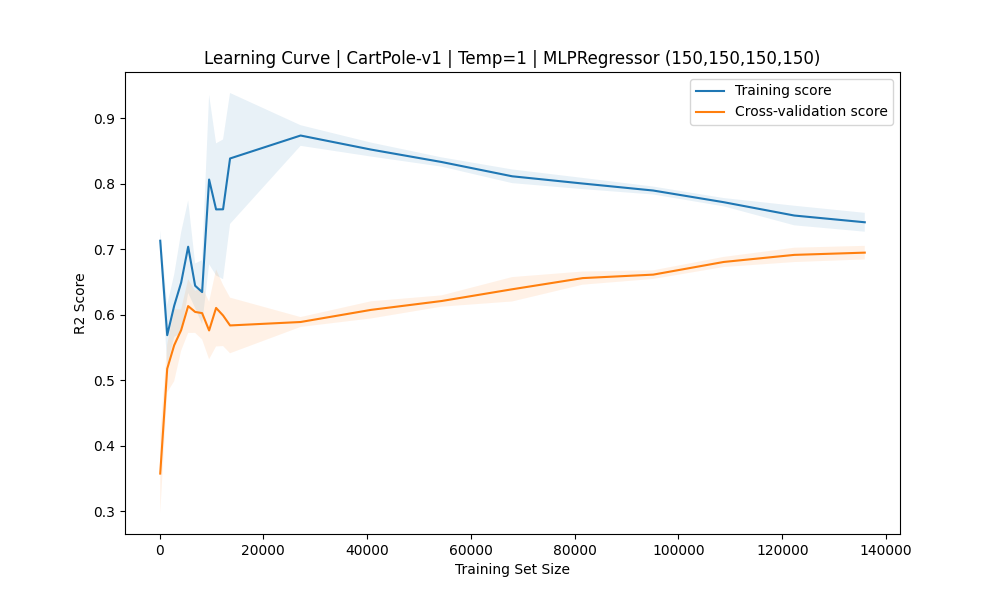 Learning Curve | CartPole-v1 | Temp=1 | MLPRegressor (150,150,150,150)
Training score
Cross-validation score
R2 Score
0.9
0.8
0.7
0.6
0.5
0.4
0.3
0 20000 40000 60000 80000 100000 120000 140000
Training Set Size